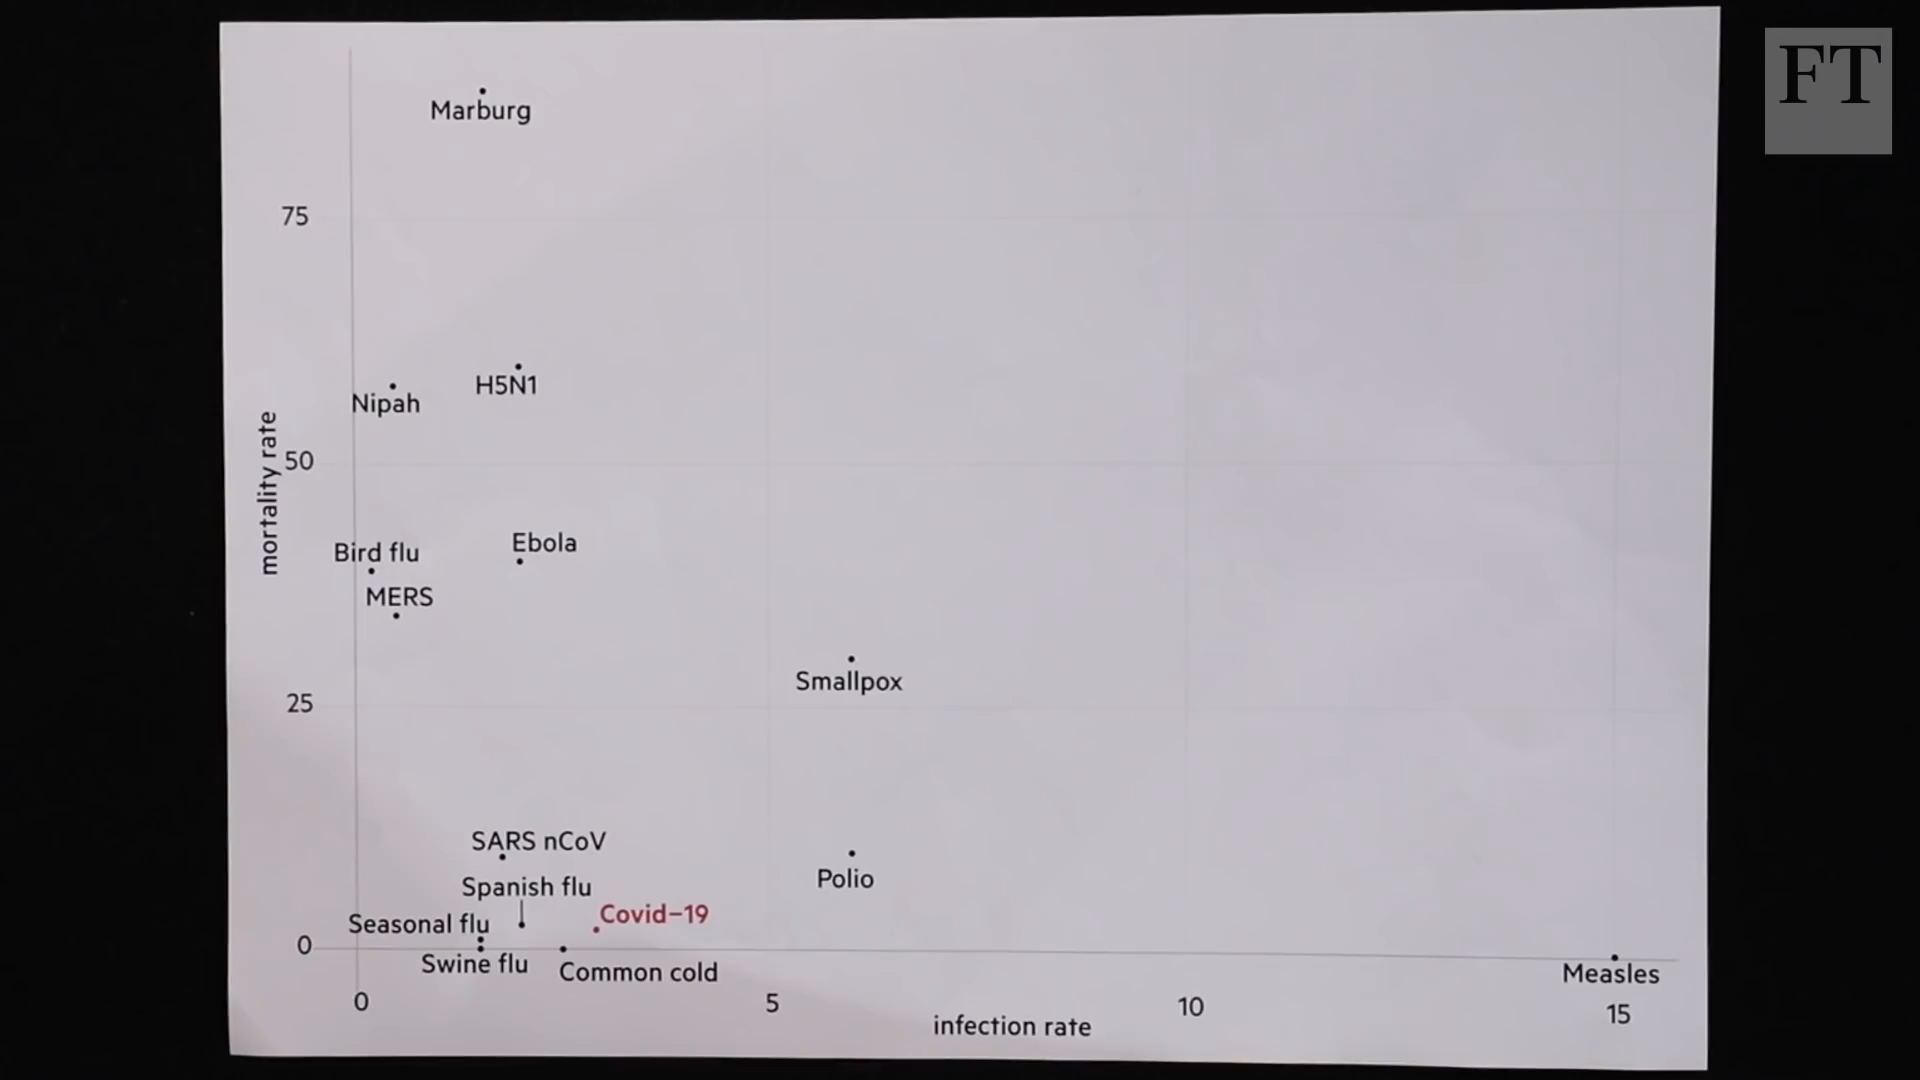 FT
Marburg
75
H5N1
Nipah
mortality rate
50
Ebola
Bird flu
MERS
Smallpox
25
SARS nCoV
Polio
Spanish flu
Covid-19
Seasonal flu
0
Swine flu
Common cold
Measles
0
5
10
15
infection rate